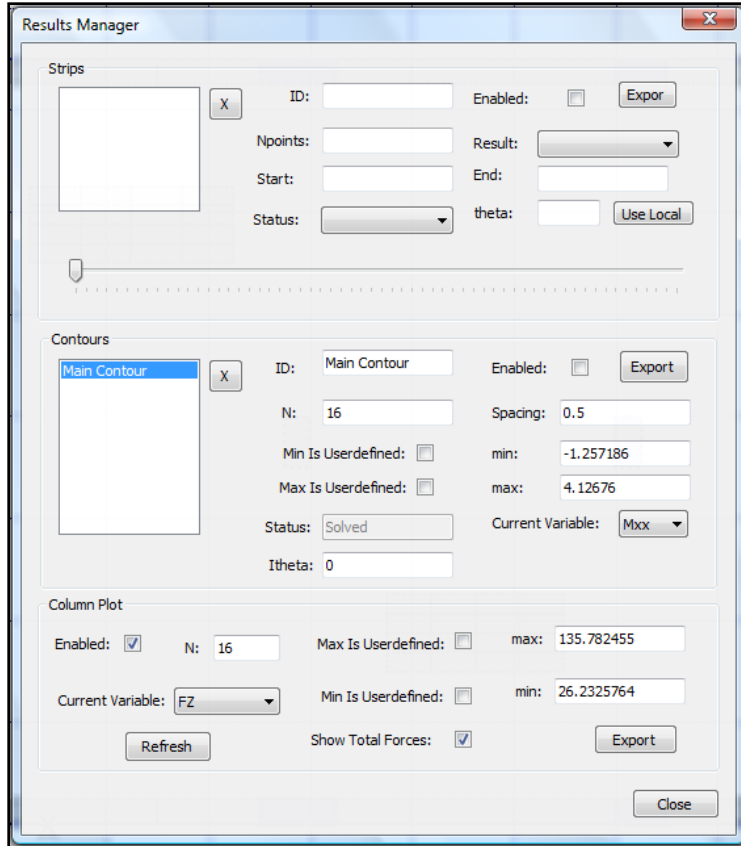 Results Manager
X
Strips
X
ID:
Enabled:
Expor
Npoints:
Result:
Start:
End:
Status:
theta:
Use Local
Contours
Main Contour
X
ID:
Main Contour
Enabled:
Export
N:
16
Spacing:
0.5
Min Is Userdefined:
min:
-1.257186
Max Is Userdefined:
max:
4.12676
Status:
Solved
Current Variable:
Mxx
Itheta:
0
Column Plot
Enabled:
N:
16
Max Is Userdefined:
max:
135.782455
Current Variable:
FZ
Min Is Userdefined:
min:
26.2325764
Refresh
Show Total Forces:
Export
Close